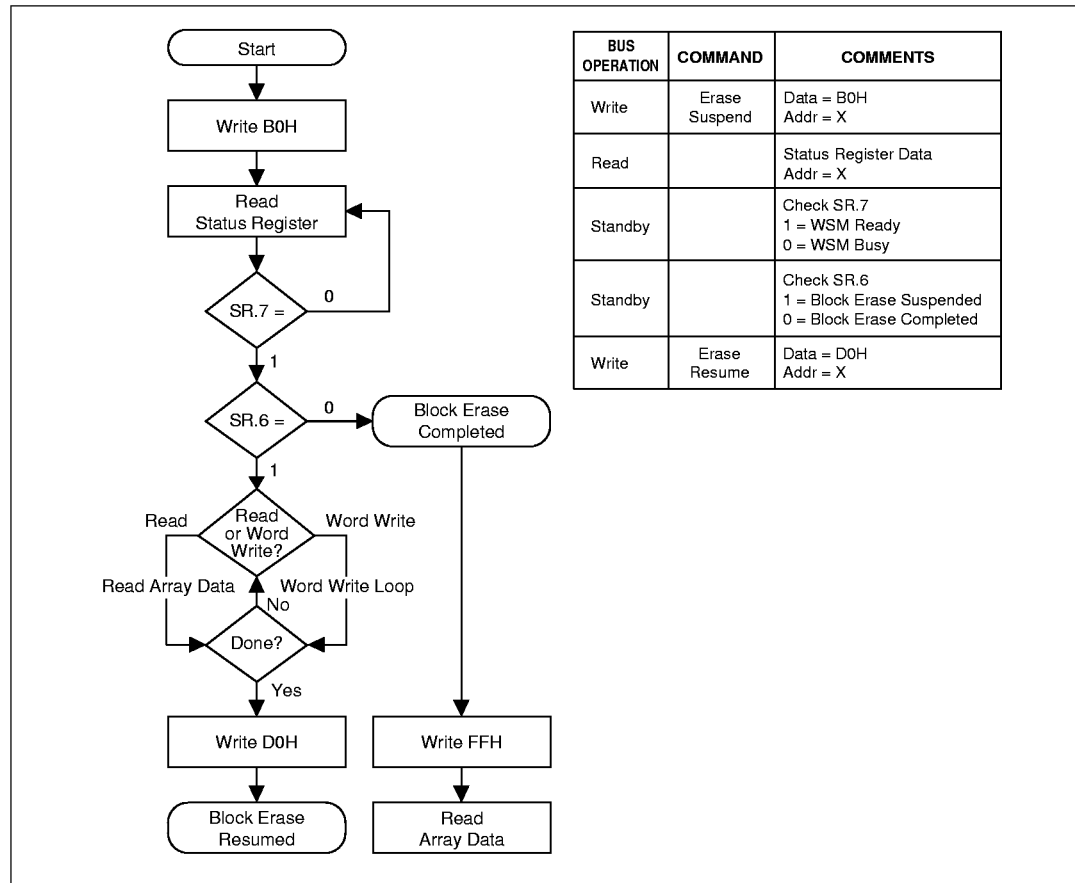 Start
Write B0H
Read
Status Register
SR.7 =
0
1
SR.6 =
0
Block Erase
Completed
1
Read
or Word
Write?
Read
Word Write
Read Array Data
Word Write Loop
No
Done?
Yes
Write D0H
Write FFH
Block Erase
Resumed
Read
Array Data
BUS
OPERATION
COMMAND
COMMENTS
Write
Erase
Suspend
Data = B0H
Addr = X
Read
Status Register Data
Addr = X
Standby
Check SR.7
1 = WSM Ready
0 = WSM Busy
Standby
Check SR.6
1 = Block Erase Suspended
0 = Block Erase Completed
Write
Erase
Resume
Data = D0H
Addr = X